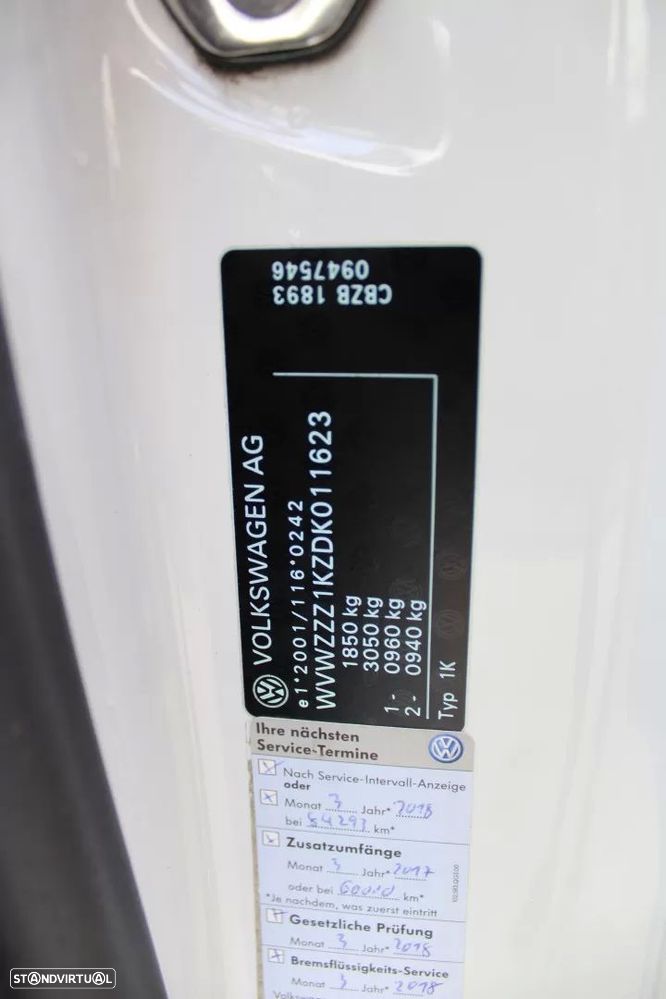 CBZB 1893
0947546
VOLKSWAGEN AG
e1*2001/116*0242
WVWZZZ1KZDK011623
1850 kg
3050 kg
1- 0960 kg
2- 0940 kg
Typ 1K
Ihre nächsten
Service-Termine
Nach Service-Intervall-Anzeige
oder
Monat 3 Jahr* 2018
bei 54293 km*
Zusatzumfänge
Monat 3 Jahr* 2017
oder bei 60010 km*
*Je nachdem, was zuerst eintritt
Gesetzliche Prüfung
Monat 3 Jahr* 2018
Bremsflüssigkeits-Service
Monat 3 Jahr* 2018
STANDVIRTUAL